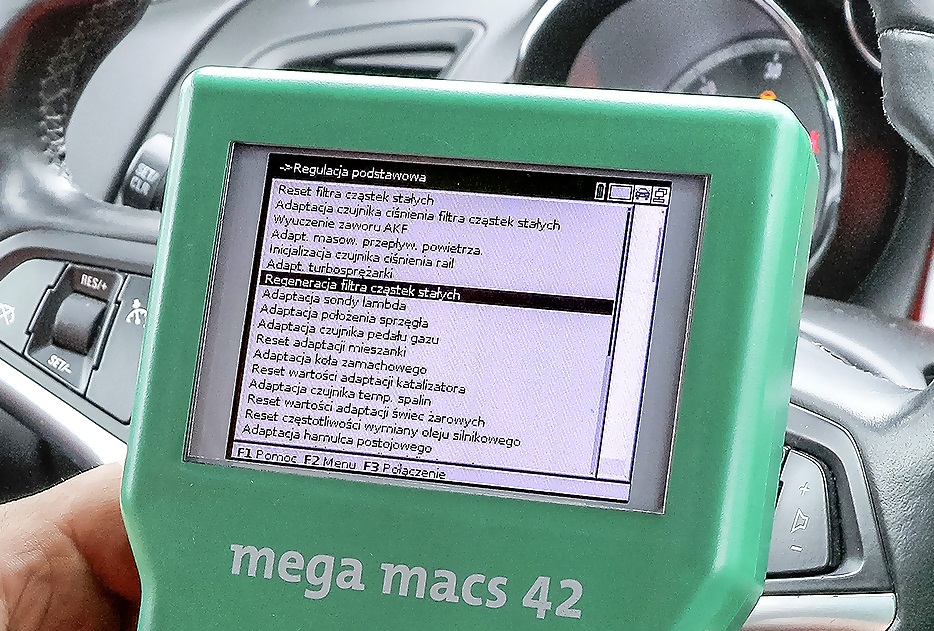 ->Regulacja podstawowa
Reset filtra cząstek stałych
Adaptacja czujnika ciśnienia filtra cząstek stałych
Wyuczenie zaworu AKF
Adapt. masow. przepływ. powietrza
Inicjalizacja czujnika ciśnienia rail
Adapt. turbosprężarki
Regeneracja filtra cząstek stałych
Adaptacja sondy lambda
Adaptacja położenia sprzęgła
Adaptacja czujnika pedału gazu
Reset adaptacji mieszanki
Adaptacja koła zamachowego
Reset wartości adaptacji katalizatora
Adaptacja czujnika temp. spalin
Reset wartości adaptacji świec żarowych
Reset częstotliwości wymiany oleju silnikowego
Adaptacja hamulca postojowego
F1 Pomoc F2 Menu F3 Połączenie
mega macs 42
RES/+
SET/-
30
+
-